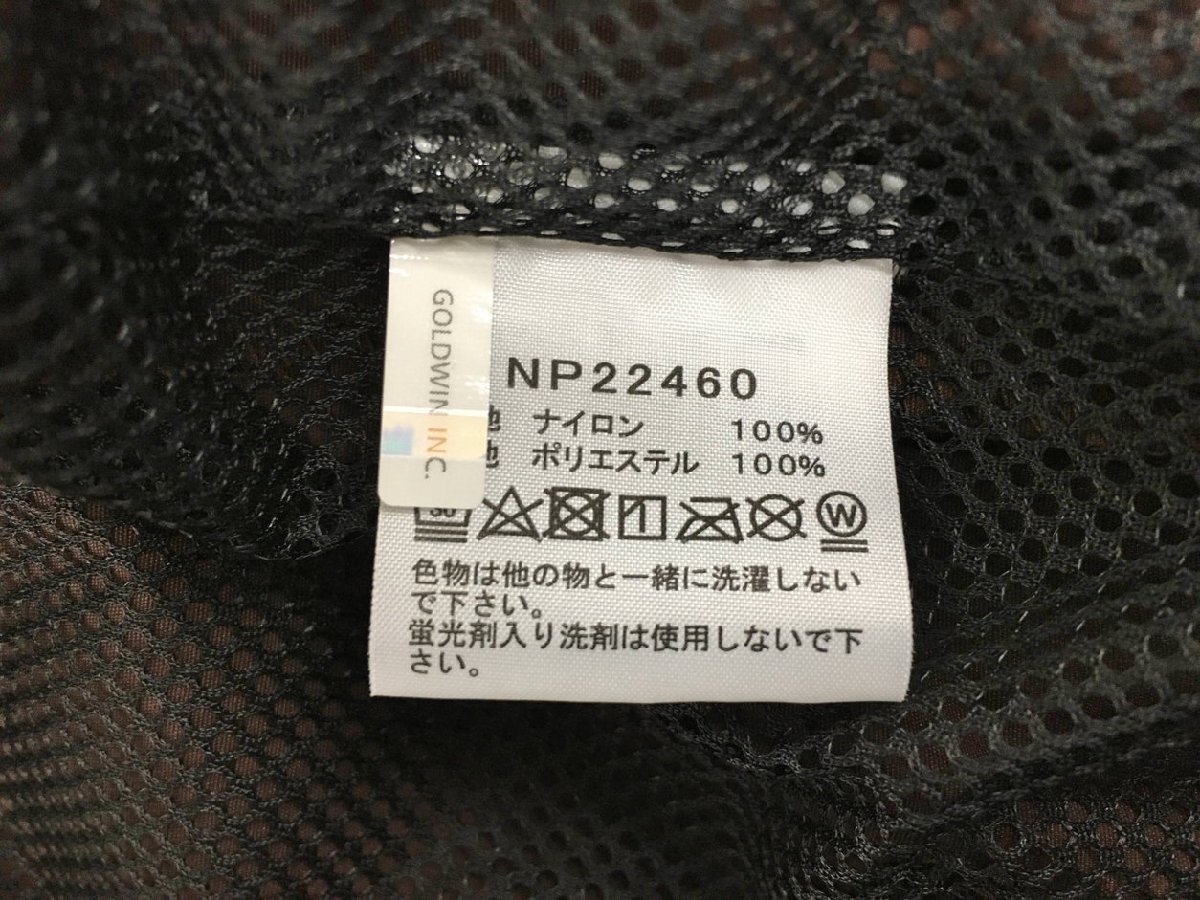 GOLDWIN INC.
NP22460
地 ナイロン 100%
地 ポリエステル 100%
W
色物は他の物と一緒に洗濯しない
で下さい。
蛍光剤入り洗剤は使用しないで下
さい。